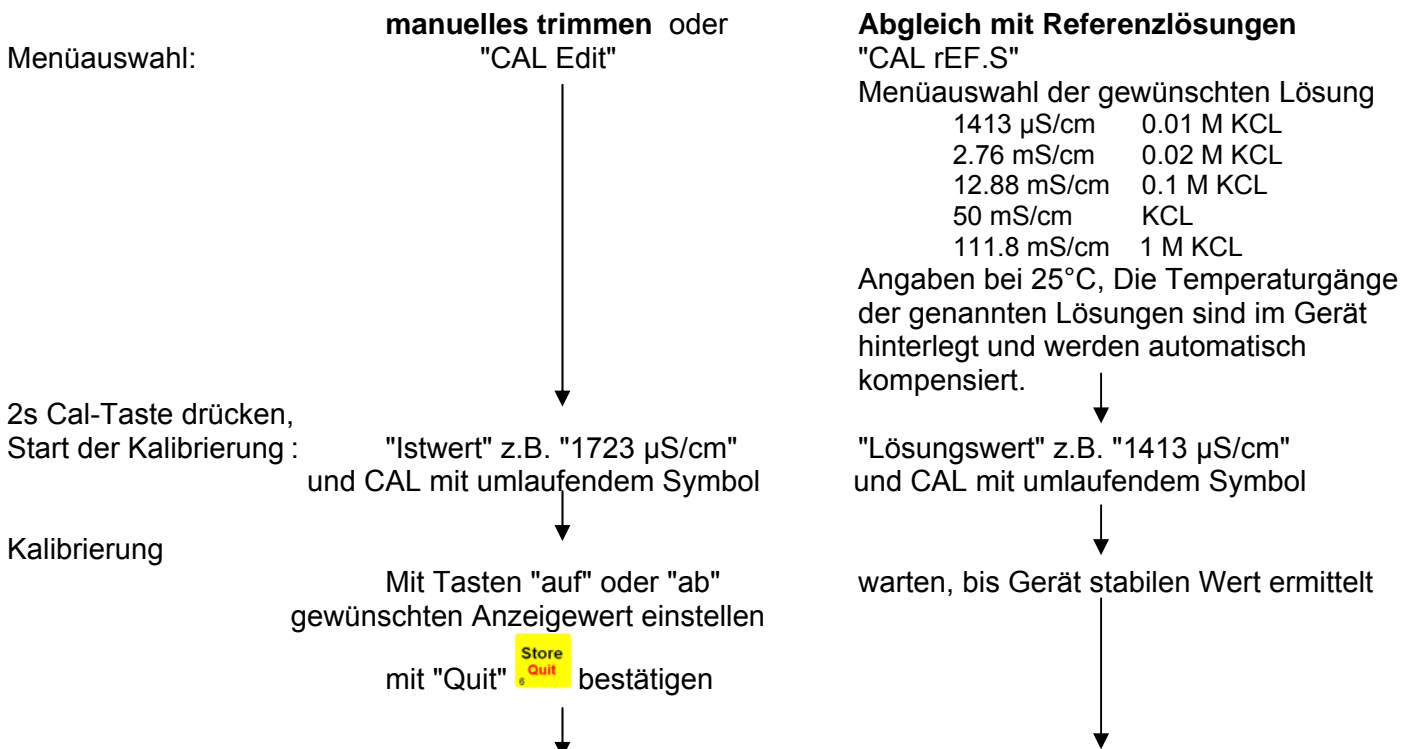 manuelles trimmen oder
Abgleich mit Referenzlösungen
Menüauswahl:
"CAL Edit"
"CAL rEF.S"
Menüauswahl der gewünschten Lösung
1413 µS/cm 0.01 M KCL
2.76 mS/cm 0.02 M KCL
12.88 mS/cm 0.1 M KCL
50 mS/cm KCL
111.8 mS/cm 1 M KCL
Angaben bei 25°C, Die Temperaturgänge
der genannten Lösungen sind im Gerät
hinterlegt und werden automatisch
kompensiert.
2s Cal-Taste drücken,
Start der Kalibrierung :
"Istwert" z.B. "1723 µS/cm"
und CAL mit umlaufendem Symbol
"Lösungswert" z.B. "1413 µS/cm"
und CAL mit umlaufendem Symbol
Kalibrierung
Mit Tasten "auf" oder "ab"
gewünschten Anzeigewert einstellen
mit "Quit" Store Quit 6 bestätigen
warten, bis Gerät stabilen Wert ermittelt